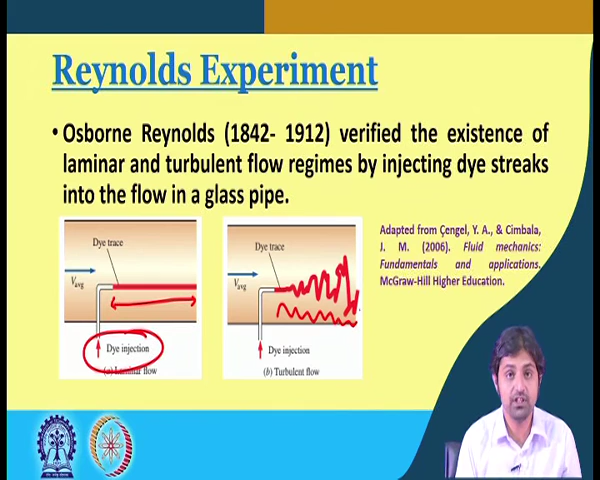 Reynolds Experiment
• Osborne Reynolds (1842- 1912) verified the existence of
laminar and turbulent flow regimes by injecting dye streaks
into the flow in a glass pipe.
Dye trace
Vavg
Dye injection
(a) Laminar flow
Dye trace
Vavg
Dye injection
(b) Turbulent flow
Adapted from Çengel, Y. A., & Cimbala,
J. M. (2006). Fluid mechanics:
Fundamentals and applications.
McGraw-Hill Higher Education.